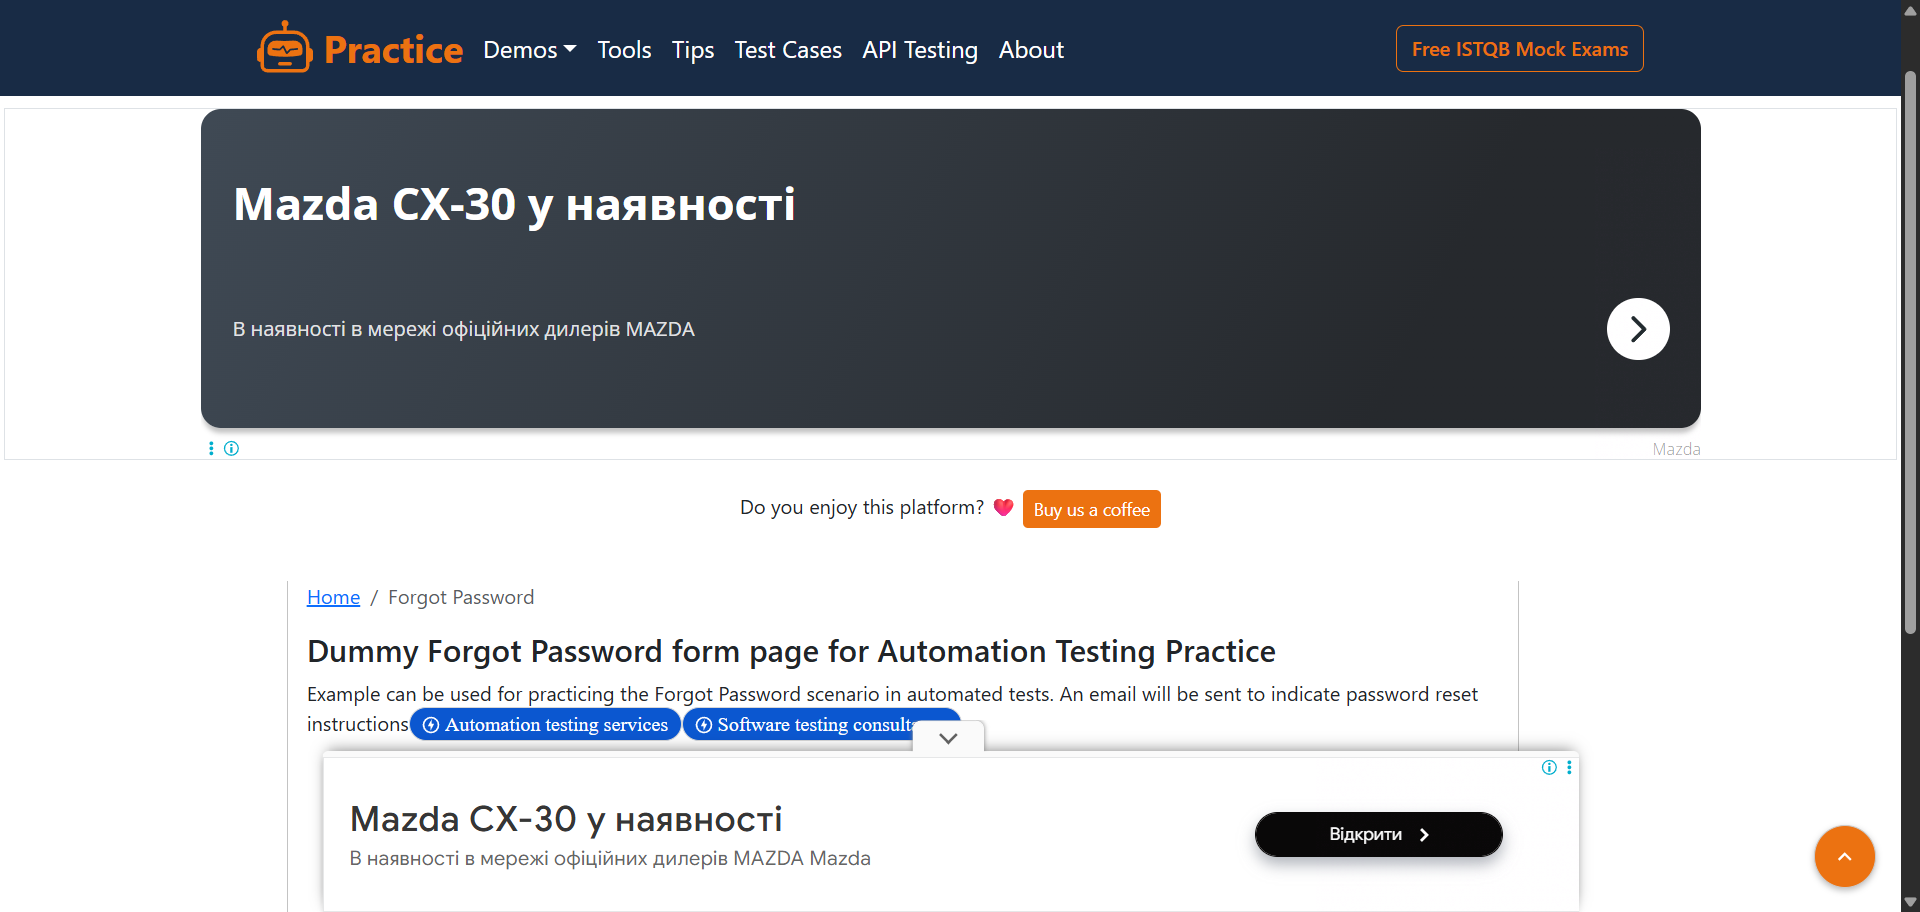 Practice Demos Tools Tips Test Cases API Testing About Free ISTQB Mock Exams
Mazda CX-30 у наявності
В наявності в мережі офіційних дилерів MAZDA
Mazda
Do you enjoy this platform? Buy us a coffee
Home / Forgot Password
Dummy Forgot Password form page for Automation Testing Practice
Example can be used for practicing the Forgot Password scenario in automated tests. An email will be sent to indicate password reset
instructions Automation testing services Software testing
Mazda CX-30 у наявності
В наявності в мережі офіційних дилерів MAZDA Mazda
Відкрити